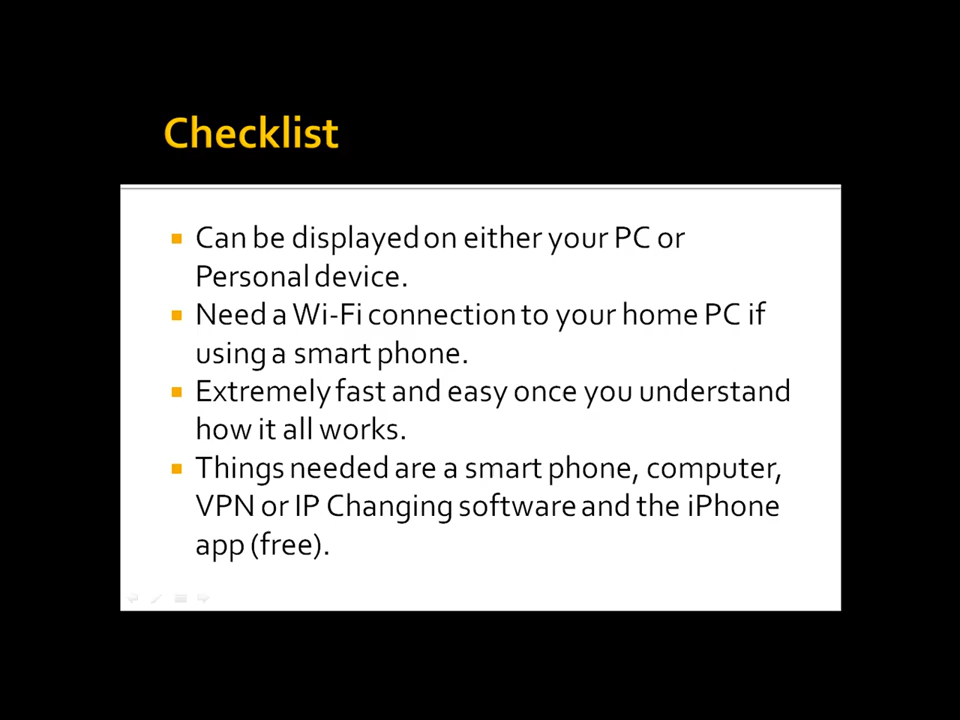 Checklist
Can be displayed on either your PC or
Personal device.
Need a Wi-Fi connection to your home PC if
using a smart phone.
Extremely fast and easy once you understand
how it all works.
Things needed are a smart phone, computer,
VPN or IP Changing software and the iPhone
app (free).